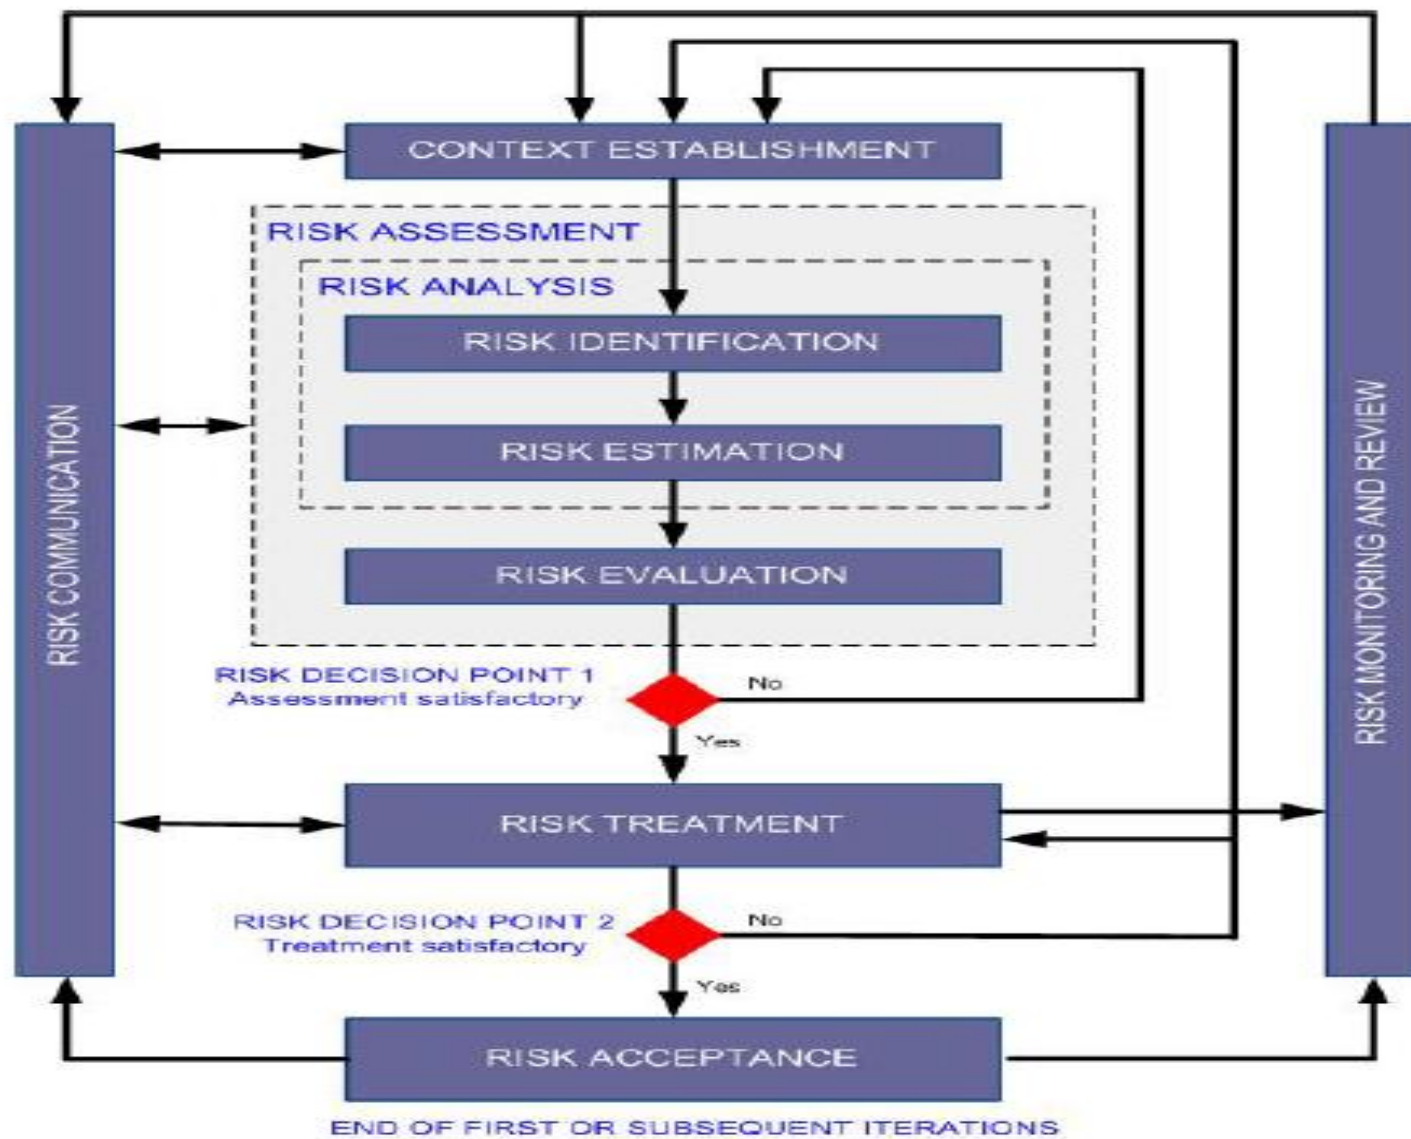 CONTEXT ESTABLISHMENT
RISK ASSESSMENT
RISK ANALYSIS
RISK IDENTIFICATION
RISK ESTIMATION
RISK EVALUATION
RISK DECISION POINT 1
Assessment satisfactory
No
Yes
RISK TREATMENT
RISK DECISION POINT 2
Treatment satisfactory
No
Yes
RISK ACCEPTANCE
END OF FIRST OR SUBSEQUENT ITERATIONS
RISK COMMUNICATION
RISK MONITORING AND REVIEW